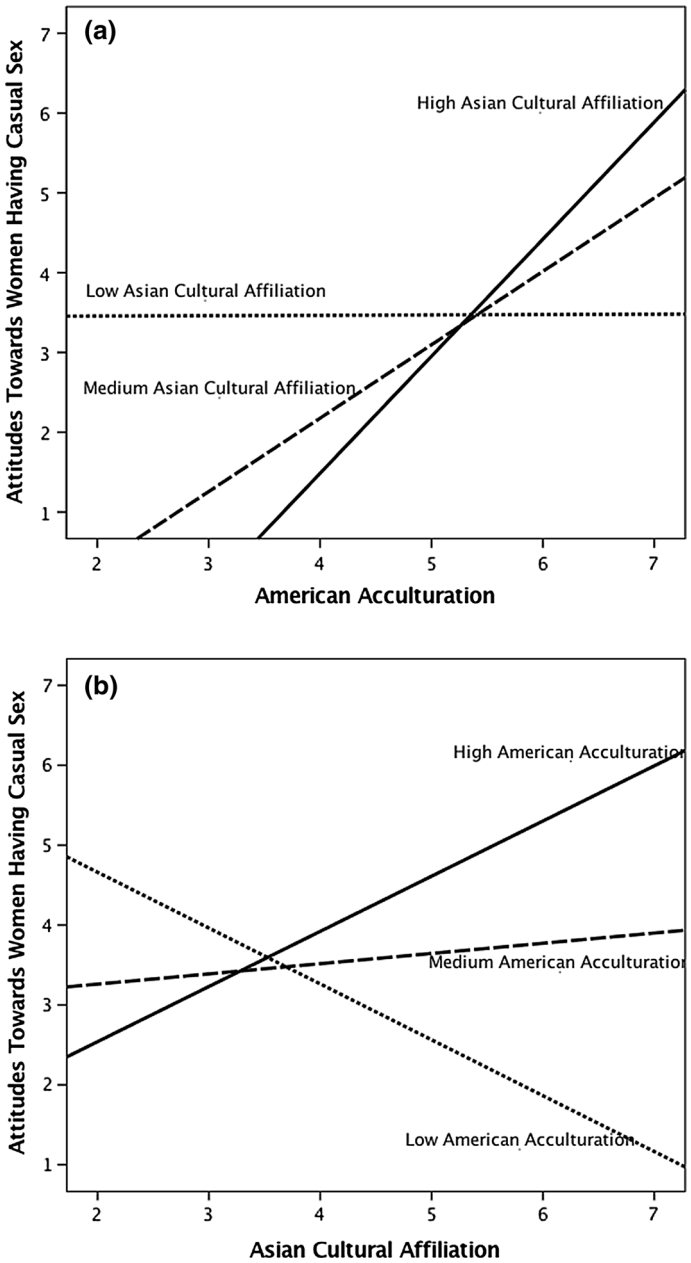 (a)
Attitudes Towards Women Having Casual Sex
7
6
5
4
3
2
1
High Asian Cultural Affiliation
Low Asian Cultural Affiliation
Medium Asian Cultural Affiliation
2 3 4 5 6 7
American Acculturation
(b)
Attitudes Towards Women Having Casual Sex
7
6
5
4
3
2
1
High American Acculturation
Medium American Acculturation
Low American Acculturation
2 3 4 5 6 7
Asian Cultural Affiliation